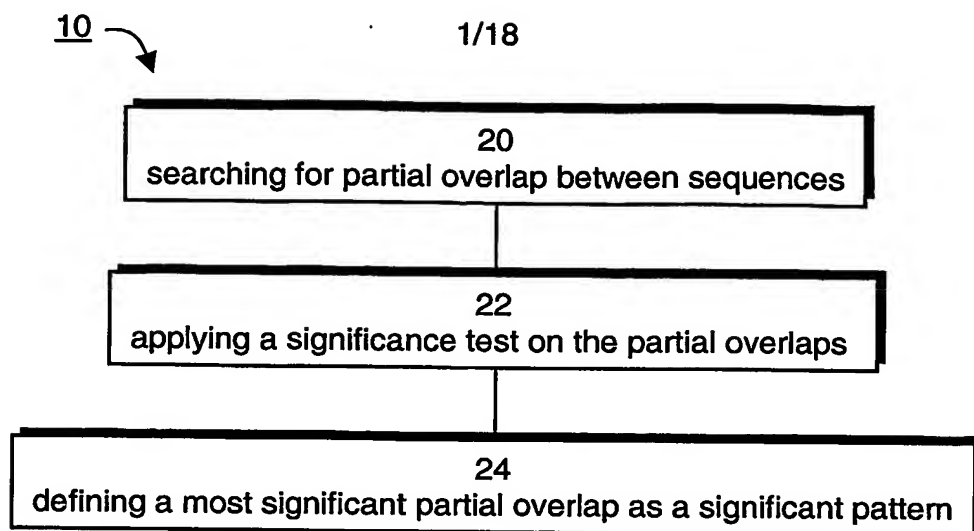 10
1/18
20
searching for partial overlap between sequences
22
applying a significance test on the partial overlaps
24
defining a most significant partial overlap as a significant pattern